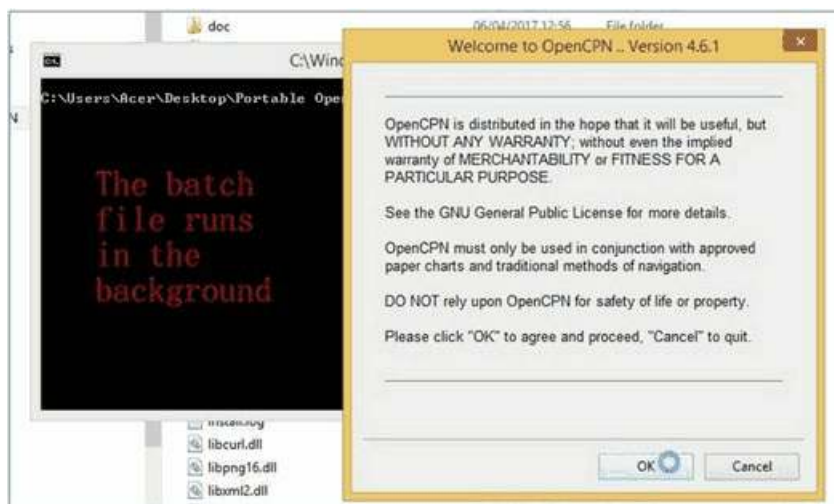 doc 06/04/2017 12:56 File folder
C:\Wind
Welcome to OpenCPN .. Version 4.6.1
C:\Users\Acer\Desktop\Portable Ope
The batch
file runs
in the
background
OpenCPN is distributed in the hope that it will be useful, but
WITHOUT ANY WARRANTY; without even the implied
warranty of MERCHANTABILITY or FITNESS FOR A
PARTICULAR PURPOSE.
See the GNU General Public License for more details.
OpenCPN must only be used in conjunction with approved
paper charts and traditional methods of navigation.
DO NOT rely upon OpenCPN for safety of life or property.
Please click "OK" to agree and proceed, "Cancel" to quit.
OK Cancel
install.log
libcurl.dll
libpng16.dll
libxml2.dll